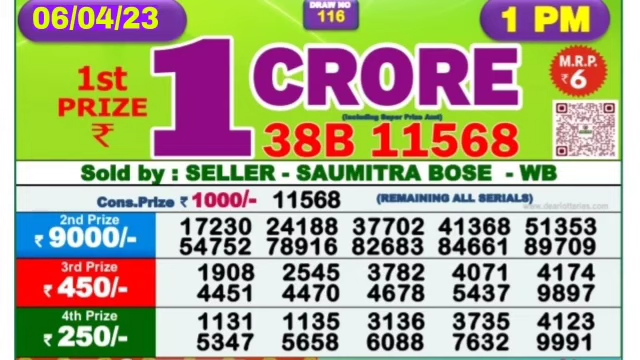 06/04/23
DRAW NO
116
1 PM
1st
PRIZE
₹
1 CRORE
(Including Super Prize Amt)
38B 11568
M.R.P.
₹6
Sold by : SELLER - SAUMITRA BOSE - WB
Cons.Prize ₹ 1000/- 11568 (REMAINING ALL SERIALS)
www.dearlotteries.com
2nd Prize
₹ 9000/-
17230 24188 37702 41368 51353
54752 78916 82683 84661 89709
3rd Prize
₹ 450/-
1908 2545 3782 4071 4174
4451 4470 4678 5437 9897
4th Prize
₹ 250/-
1131 1135 3136 3735 4123
5347 5658 6088 7632 9991